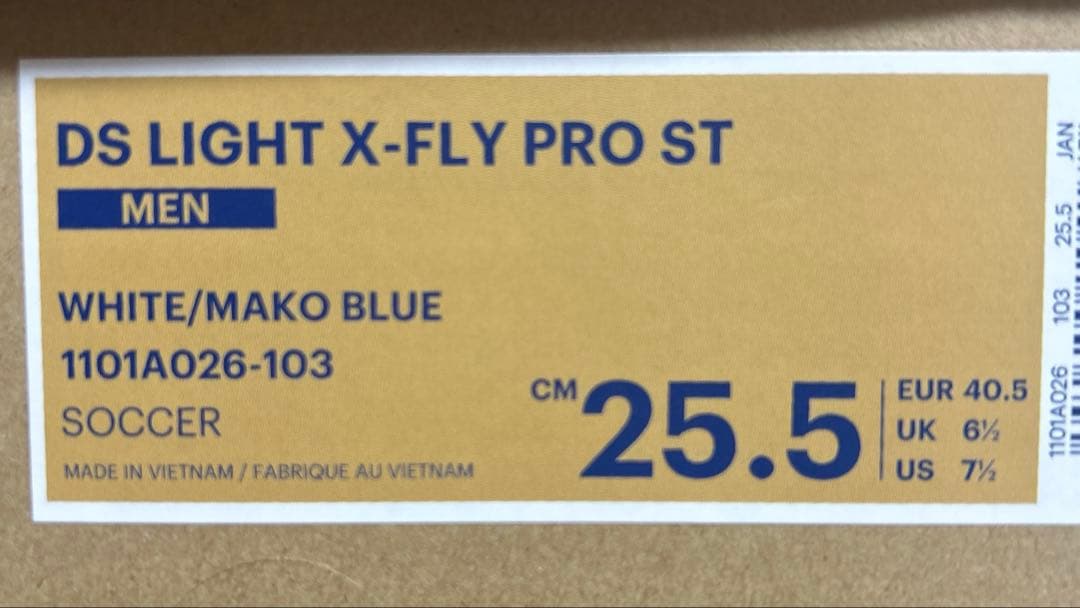 DS LIGHT X-FLY PRO ST
MEN
WHITE/MAKO BLUE
1101A026-103
SOCCER
MADE IN VIETNAM / FABRIQUE AU VIETNAM
CM 25.5
EUR 40.5
UK 6½
US 7½
1101A026 103 25.5 JAN